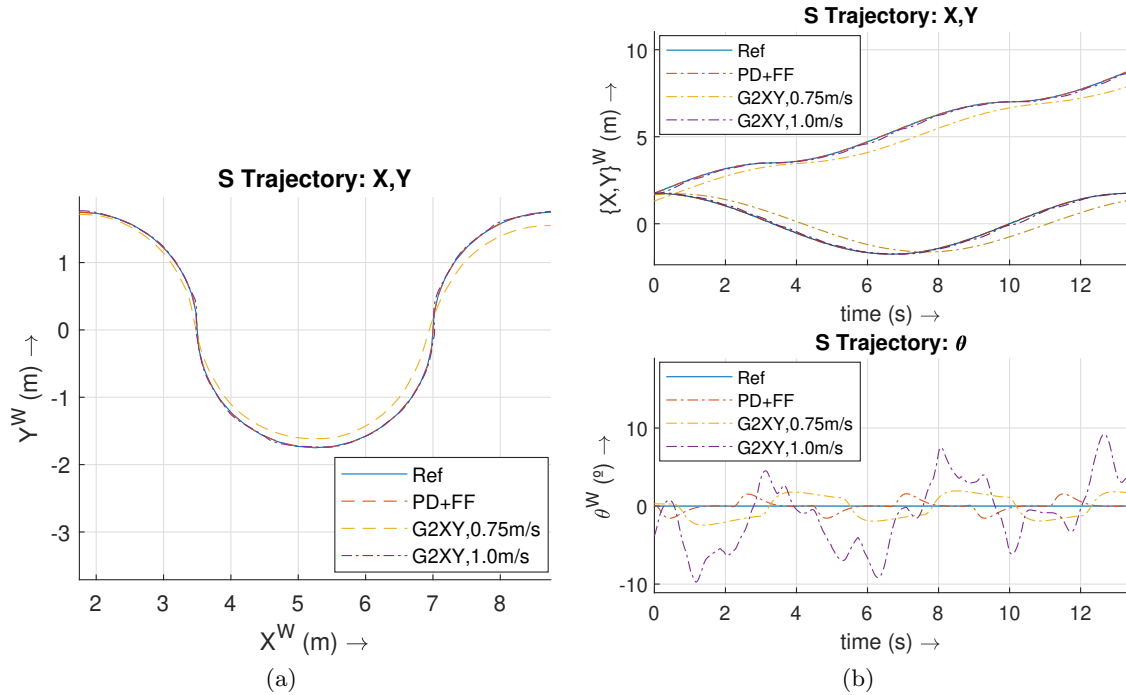 S Trajectory: X,Y
1
0
-1
-2
-3
Y^W (m) →
2
3
4
5
6
7
8
X^W (m) →
Ref
PD+FF
G2XY,0.75m/s
G2XY,1.0m/s
(a)
S Trajectory: X,Y
10
5
0
{X,Y}^W (m) →
Ref
PD+FF
G2XY,0.75m/s
G2XY,1.0m/s
0
2
4
6
8
10
12
time (s) →
S Trajectory: θ
10
0
-10
θ^W (º) →
Ref
PD+FF
G2XY,0.75m/s
G2XY,1.0m/s
0
2
4
6
8
10
12
time (s) →
(b)